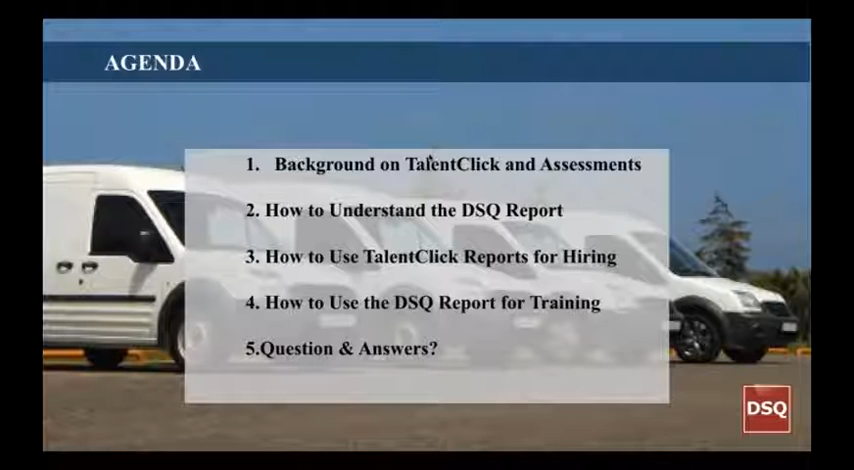 AGENDA
1. Background on TalentClick and Assessments
2. How to Understand the DSQ Report
3. How to Use TalentClick Reports for Hiring
4. How to Use the DSQ Report for Training
5.Question & Answers?
DSQ